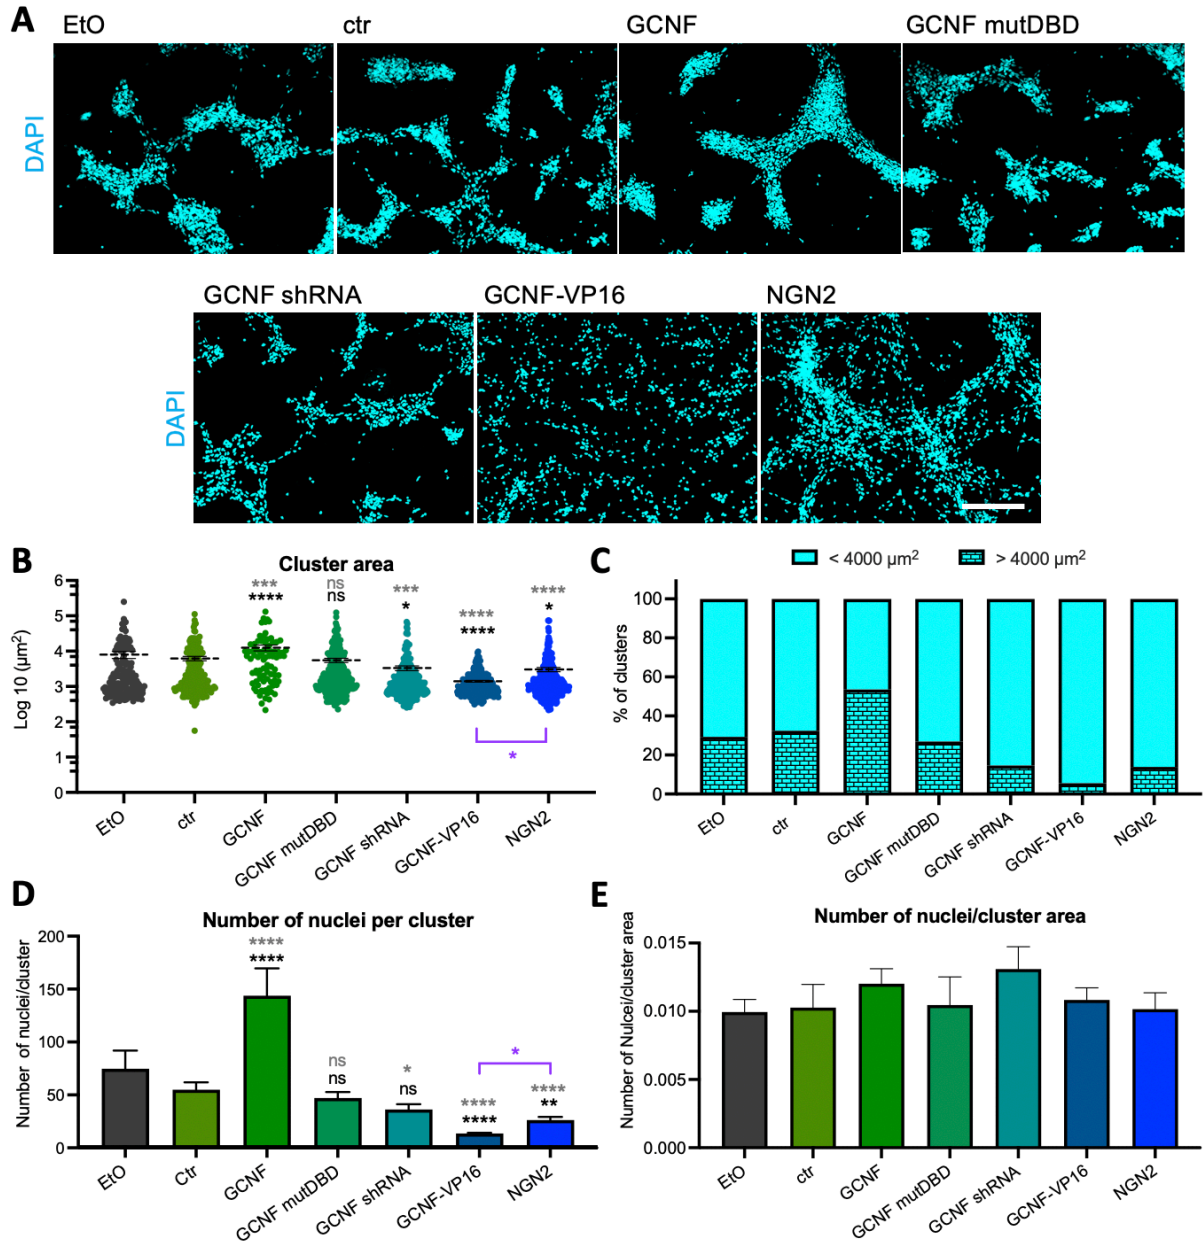 A
EtO
ctr
GCNF
GCNF mutDBD
DAPI
GCNF shRNA
GCNF-VP16
NGN2
DAPI
B
Cluster area
Log 10 (µm²)
6
5
4
3
2
1
0
***
****
ns
ns
***
*
****
****
****
*
*
EtO
ctr
GCNF
GCNF mutDBD
GCNF shRNA
GCNF-VP16
NGN2
C
< 4000 µm²
> 4000 µm²
% of clusters
100
80
60
40
20
0
EtO
ctr
GCNF
GCNF mutDBD
GCNF shRNA
GCNF-VP16
NGN2
D
Number of nuclei per cluster
Number of nuclei/cluster
200
150
100
50
0
****
****
ns
ns
*
ns
****
****
*
****
**
EtO
Ctr
GCNF
GCNF mutDBD
GCNF shRNA
GCNF-VP16
NGN2
E
Number of nuclei/cluster area
Number of Nulcei/cluster area
0.015
0.010
0.005
0.000
EtO
ctr
GCNF
GCNF mutDBD
GCNF shRNA
GCNF-VP16
NGN2